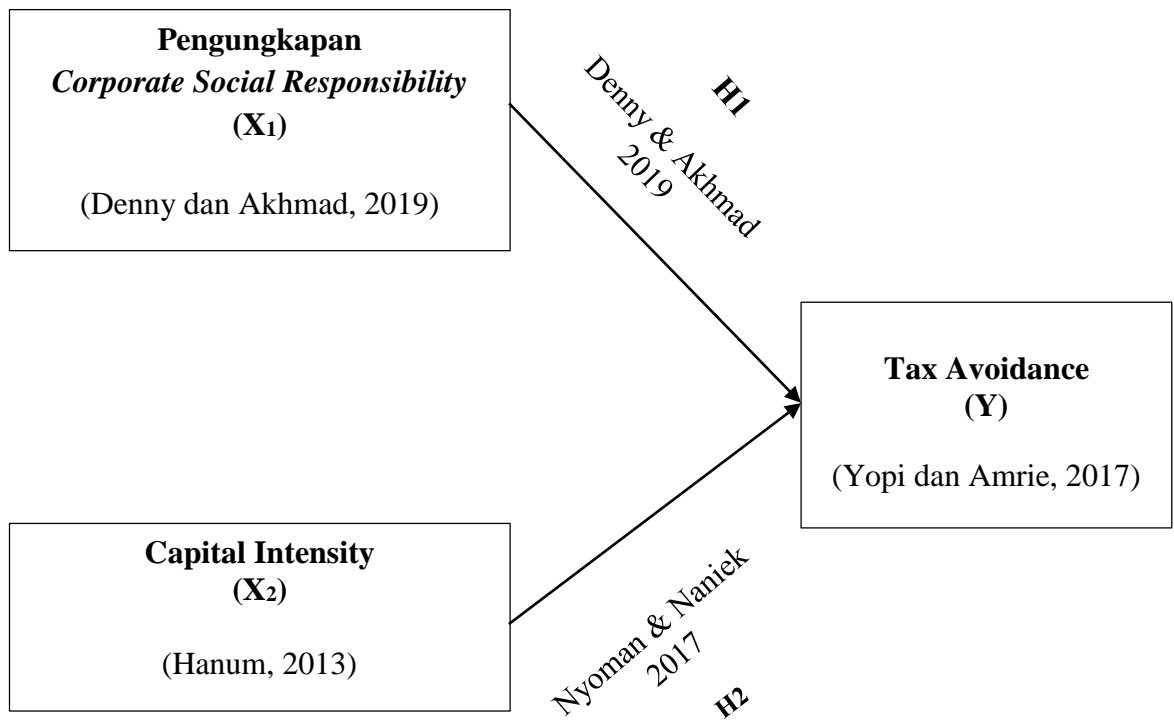 Pengungkapan
Corporate Social Responsibility
(X1)
(Denny dan Akhmad, 2019)
H1
Denny & Akhmad
2019
Tax Avoidance
(Y)
(Yopi dan Amrie, 2017)
Capital Intensity
(X2)
(Hanum, 2013)
Nyoman & Naniek
2017
H2